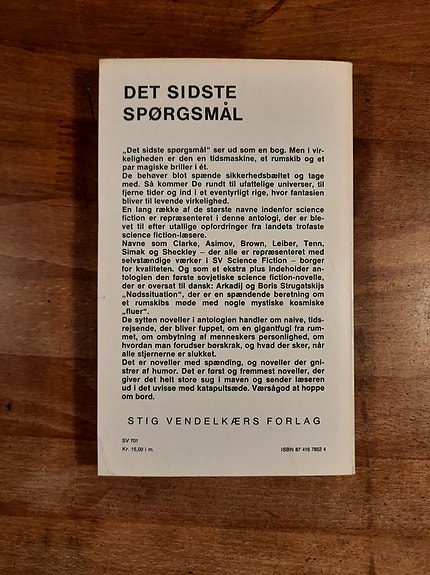 DET SIDSTE
SPØRGSMÅL
„Det sidste spørgsmål“ ser ud som en bog. Men i vir-
keligheden er den en tidsmaskine, et rumskib og et
par magiske briller i ét.
De behøver blot spænde sikkerhedsbæltet og tage
med. Så kommer De rundt til ufattelige universer, til
fjerne tider og ind i et eventyrligt rige, hvor fantasien
bliver til levende virkelighed.
En lang række af de største navne indenfor science
fiction er repræsenteret i denne antologi, der er ble-
vet til efter utallige opfordringer fra landets trofaste
science fiction-læsere.
Navne som Clarke, Asimov, Brown, Leiber, Tenn,
Simak og Sheckley – der alle er repræsenteret med
selvstændige værker i SV Science Fiction – borger
for kvaliteten. Og som et ekstra plus indeholder an-
tologien den første sovjetiske science fiction-novelle,
der er oversat til dansk: Arkadij og Boris Strugatskijs
„Nødssituation“, der er en spændende beretning om
et rumskibs møde med nogle mystiske kosmiske
„fluer“.
De sytten noveller i antologien handler om naive, tids-
rejsende, der bliver fuppet, om en gigantfugl fra rum-
met, om ombytning af menneskers personlighed, om
hvordan man forudser børskrak, og hvad der sker, når
alle stjernerne er slukket.
Det er noveller med spænding, og noveller der gni-
strer af humor. Det er først og fremmest noveller, der
giver det helt store sug i maven og sender læseren
ud i det uvisse med katapultsæde. Værsågod at hoppe
om bord.
STIG VENDELKÆRS FORLAG
SV 701
Kr. 15,00 i m.
ISBN 87 416 7852 4